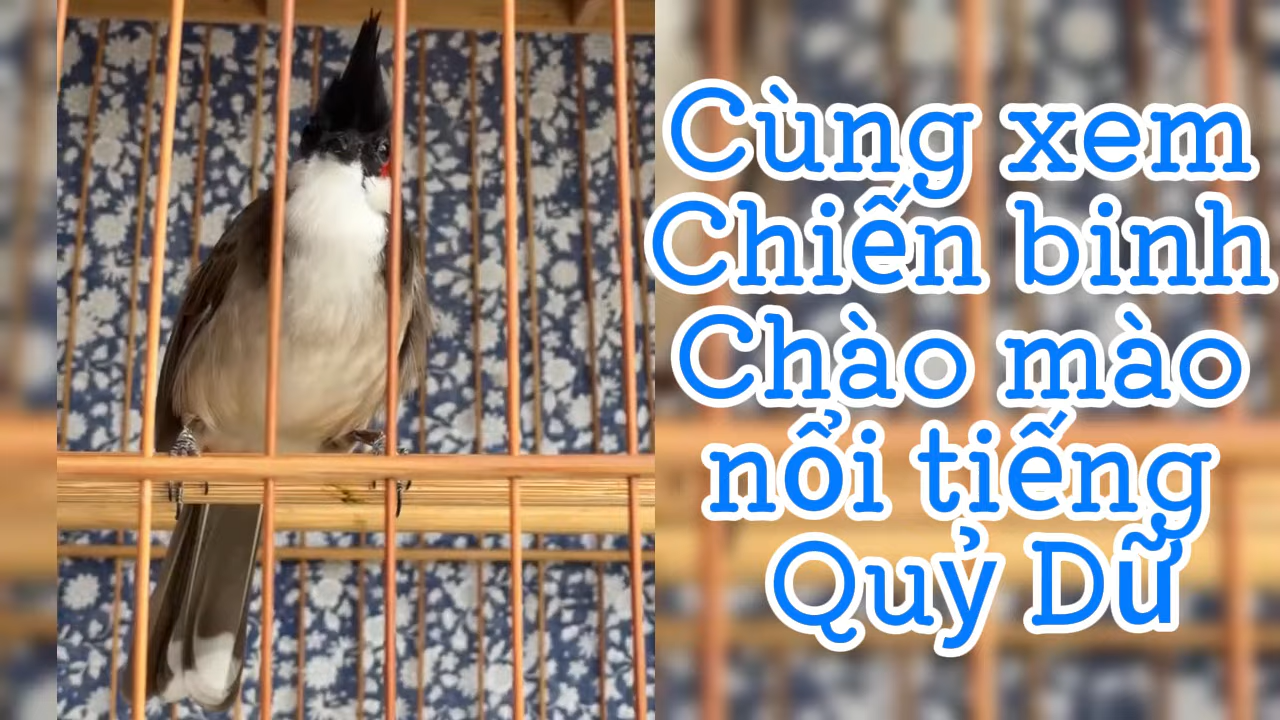 Cùng xem
Chiến binh
Chào mào
nổi tiếng
Quỷ Dữ